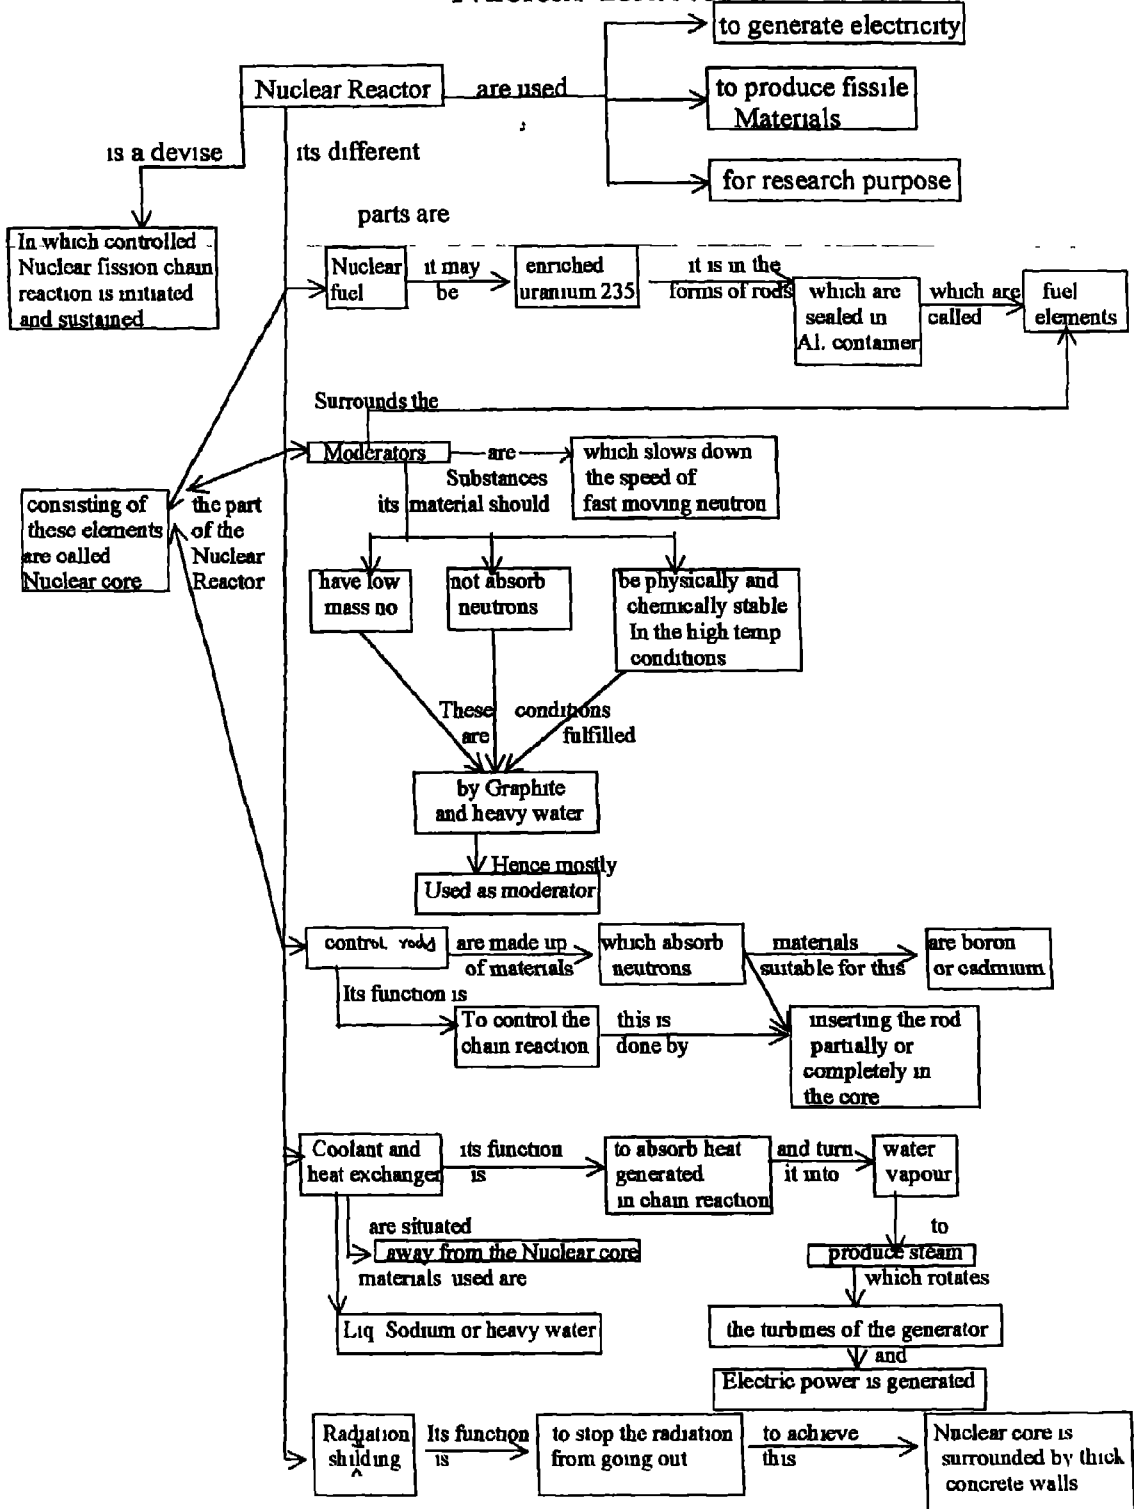 to generate electricity
Nuclear Reactor are used
to produce fissile
Materials
is a devise
its different
for research purpose
parts are
In which controlled
Nuclear fission chain
reaction is initiated
and sustained
Nuclear
fuel
it may
be
enriched
uranium 235
it is in the
forms of rods
which are
sealed in
Al. container
which are
called
fuel
elements
Surrounds the
Moderators
are
Substances
which slows down
the speed of
fast moving neutron
its material should
consisting of
these elements
are called
Nuclear core
the part
of the
Nuclear
Reactor
have low
mass no
not absorb
neutrons
be physically and
chemically stable
In the high temp
conditions
These conditions
are fulfilled
by Graphite
and heavy water
Hence mostly
Used as moderator
control rods
are made up
of materials
which absorb
neutrons
materials
suitable for this
are boron
or cadmium
Its function is
To control the
chain reaction
this is
done by
inserting the rod
partially or
completely in
the core
Coolant and
heat exchanger
its function
is
to absorb heat
generated
in chain reaction
and turn
it into
water
vapour
are situated
away from the Nuclear core
materials used are
Liq Sodium or heavy water
to
produce steam
which rotates
the turbines of the generator
and
Electric power is generated
Radiation
shilding
Its function
is
to stop the radiation
from going out
to achieve
this
Nuclear core is
surrounded by thick
concrete walls